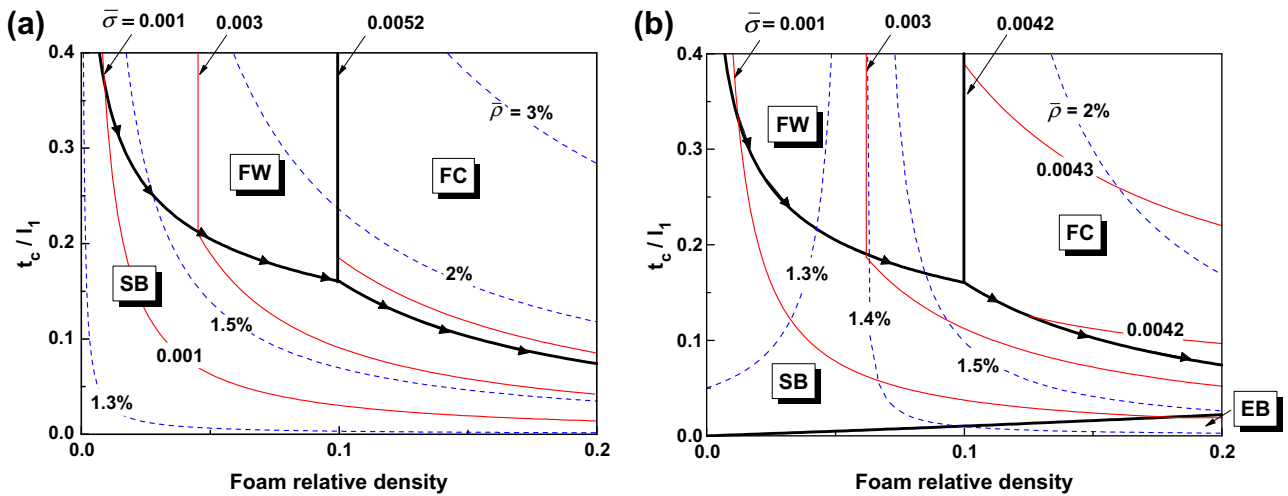 (a)
σ̅ = 0.001
0.003
0.0052
0.4
0.3
0.2
0.1
0.0
t_c / l_1
ρ̅ = 3%
FW
FC
SB
2%
1.5%
0.001
1.3%
0.0
0.1
0.2
Foam relative density
(b)
σ̅ = 0.001
0.003
0.0042
0.4
0.3
0.2
0.1
0.0
t_c / l_1
FW
ρ̅ = 2%
0.0043
FC
1.3%
1.4%
0.0042
1.5%
SB
EB
0.0
0.1
0.2
Foam relative density